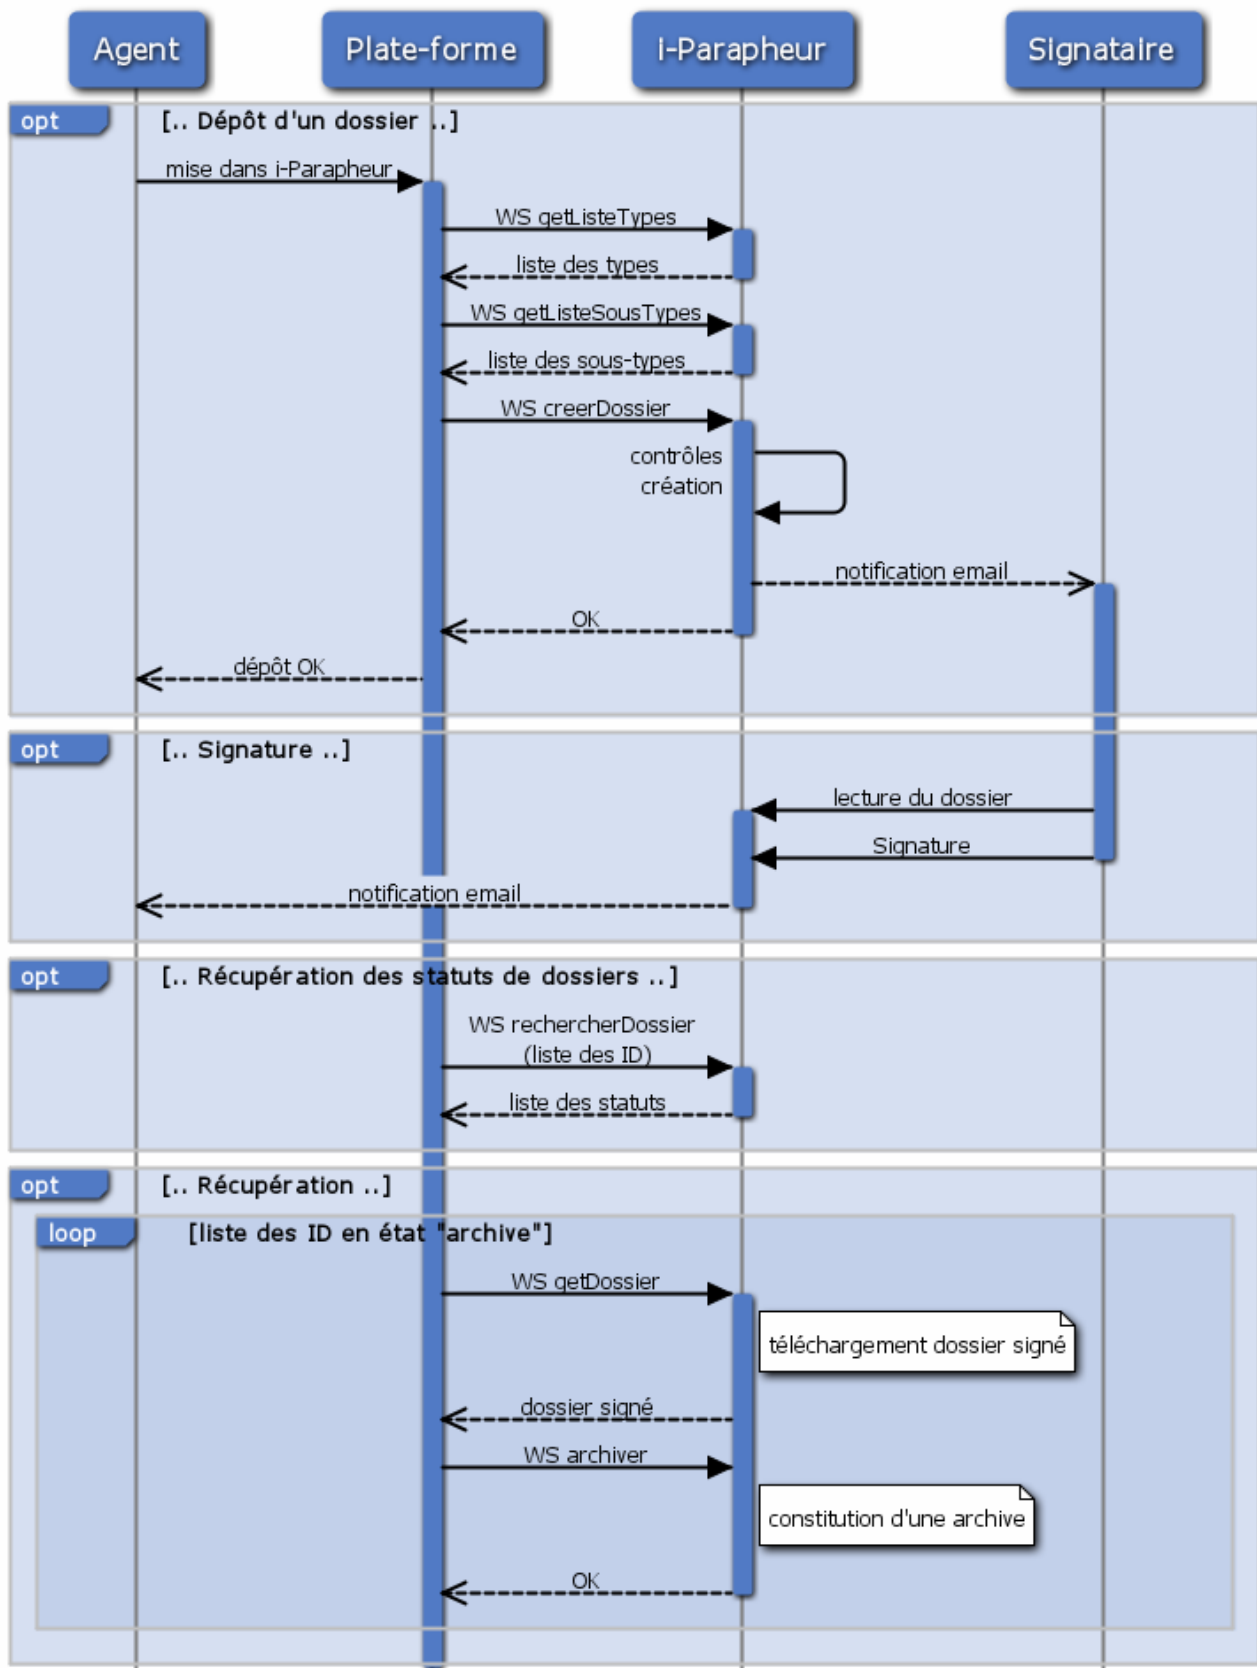 Agent
Plate-forme
i-Parapheur
Signataire
opt
[.. Dépôt d'un dossier ..]
mise dans i-Parapheur
WS getListeTypes
liste des types
WS getListeSousTypes
liste des sous-types
WS creerDossier
contrôles
création
notification email
OK
dépôt OK
opt
[.. Signature ..]
lecture du dossier
Signature
notification email
opt
[.. Récupération des statuts de dossiers ..]
WS rechercherDossier
(liste des ID)
liste des statuts
opt
[.. Récupération ..]
loop
[liste des ID en état "archive"]
WS getDossier
téléchargement dossier signé
dossier signé
WS archiver
constitution d'une archive
OK